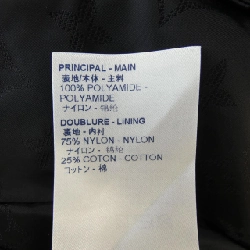 PRINCIPAL - MAIN
裏地/本体 - 主料
100% POLYAMIDE -
POLYAMIDE
ナイロン - 锦纶
DOUBLURE - LINING
裏地 - 内衬
75% NYLON - NYLON
ナイロン - 锦纶
25% COTON - COTTON
コットン - 棉